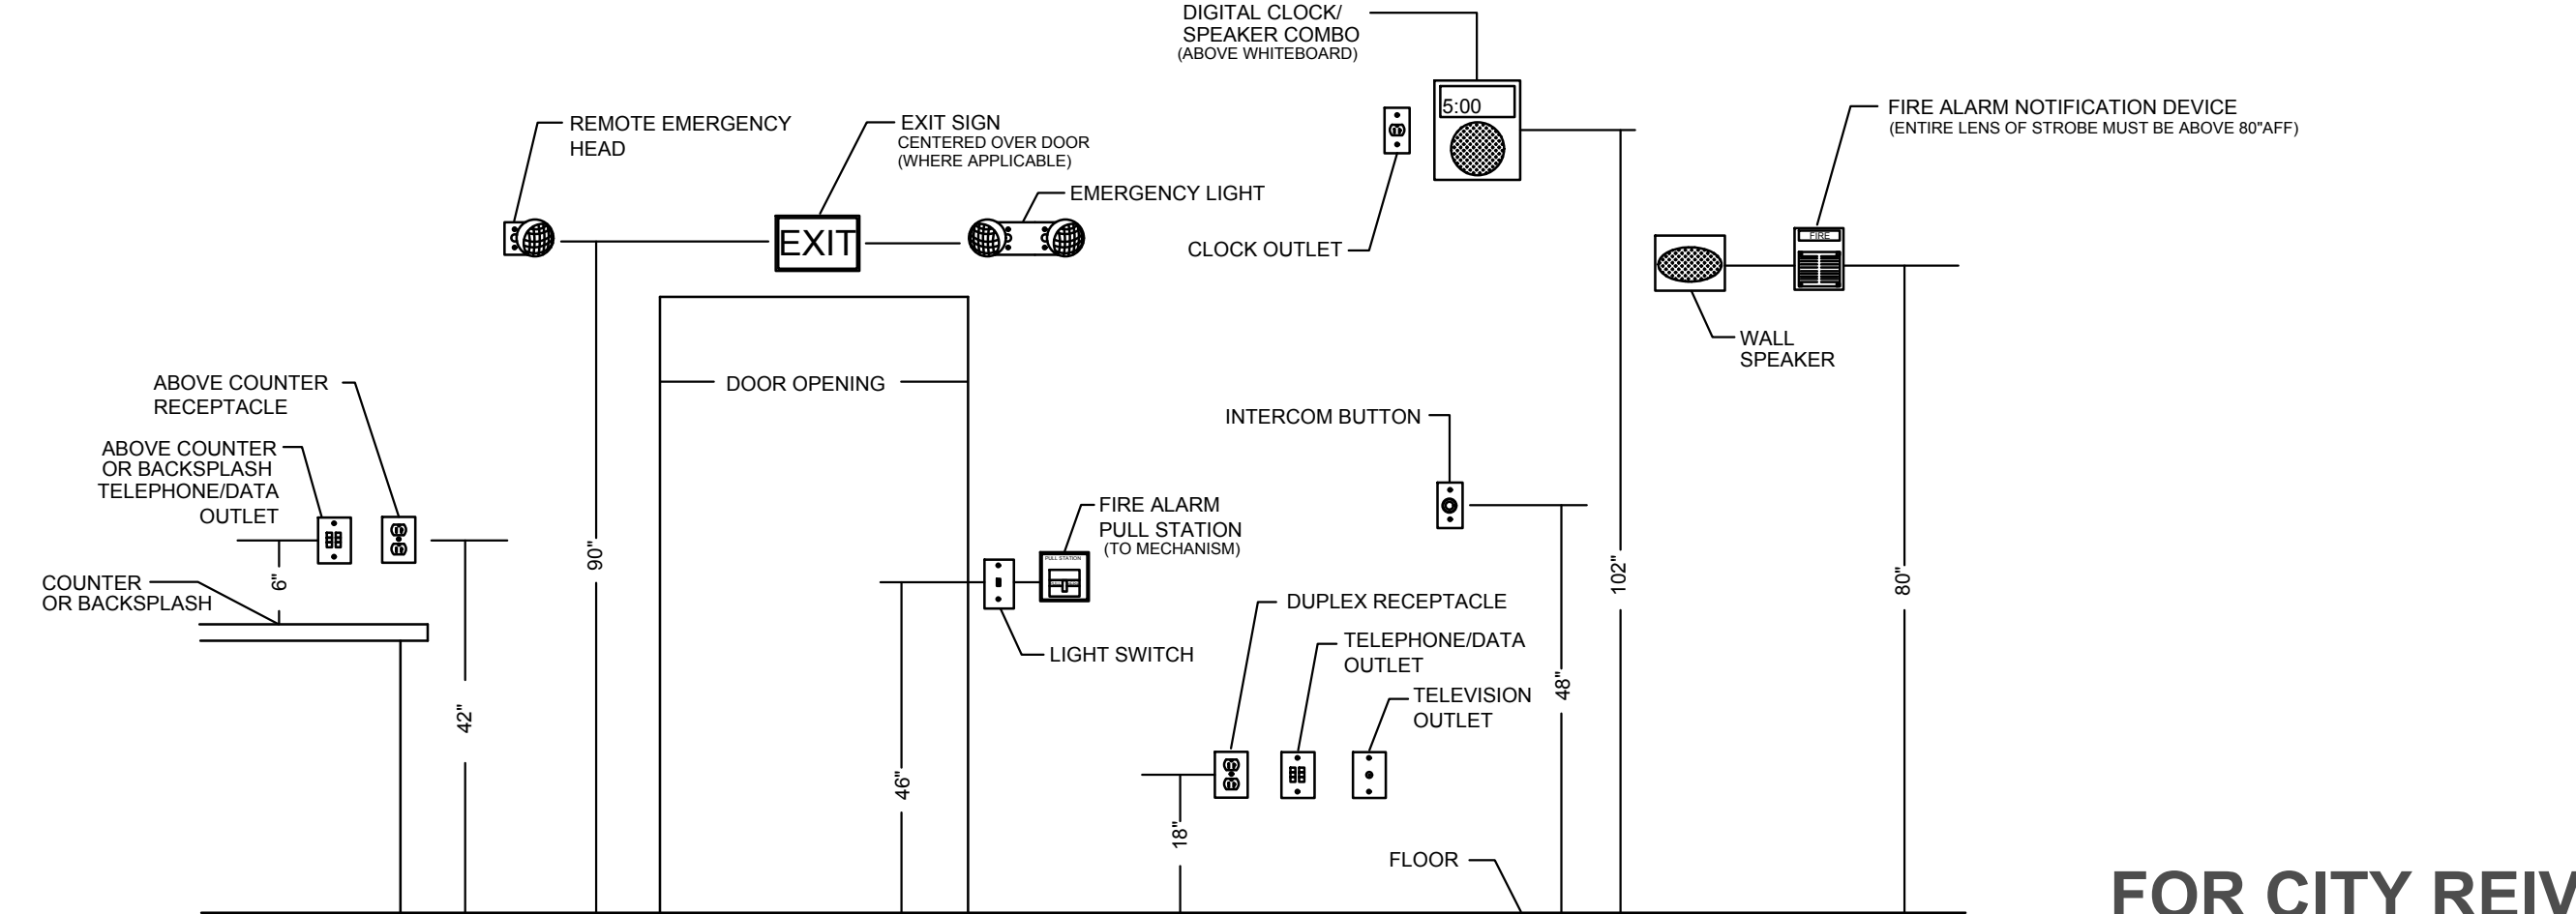 DIGITAL CLOCK/
SPEAKER COMBO
(ABOVE WHITEBOARD)
5:00
REMOTE EMERGENCY
HEAD
EXIT SIGN
CENTERED OVER DOOR
(WHERE APPLICABLE)
EXIT
EMERGENCY LIGHT
CLOCK OUTLET
FIRE ALARM NOTIFICATION DEVICE
(ENTIRE LENS OF STROBE MUST BE ABOVE 80"AFF)
FIRE
WALL
SPEAKER
DOOR OPENING
ABOVE COUNTER
RECEPTACLE
ABOVE COUNTER
OR BACKSPLASH
TELEPHONE/DATA
OUTLET
INTERCOM BUTTON
FIRE ALARM
PULL STATION
(TO MECHANISM)
PULL STATION
COUNTER
OR BACKSPLASH
6"
42"
90"
46"
LIGHT SWITCH
DUPLEX RECEPTACLE
TELEPHONE/DATA
OUTLET
TELEVISION
OUTLET
18"
48"
102"
80"
FLOOR
FOR CITY REIV